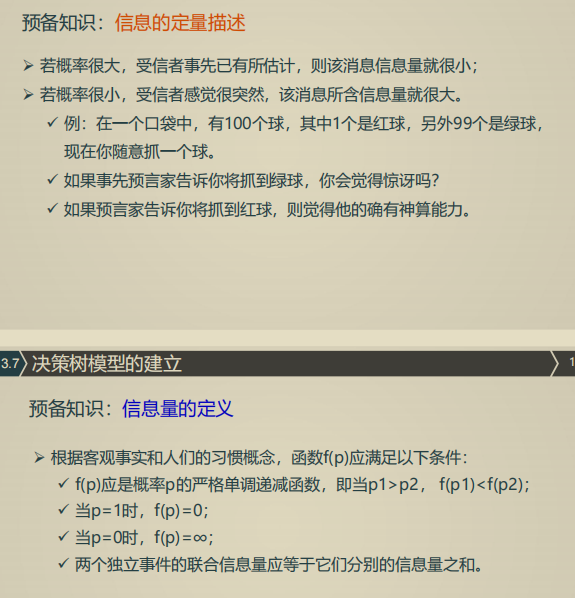 预备知识：信息的定量描述
➢ 若概率很大，受信者事先已有所估计，则该消息信息量就很小；
➢ 若概率很小，受信者感觉很突然，该消息所含信息量就很大。
✓ 例：在一个口袋中，有100个球，其中1个是红球，另外99个是绿球，
现在你随意抓一个球。
✓ 如果事先预言家告诉你将抓到绿球，你会觉得惊讶吗？
✓ 如果预言家告诉你将抓到红球，则觉得他的确有神算能力。
3.7 决策树模型的建立 1
预备知识：信息量的定义
➢ 根据客观事实和人们的习惯概念，函数f(p)应满足以下条件：
✓ f(p)应是概率p的严格单调递减函数，即当p1>p2， f(p1)<f(p2)；
✓ 当p=1时，f(p)=0；
✓ 当p=0时，f(p)=∞；
✓ 两个独立事件的联合信息量应等于它们分别的信息量之和。